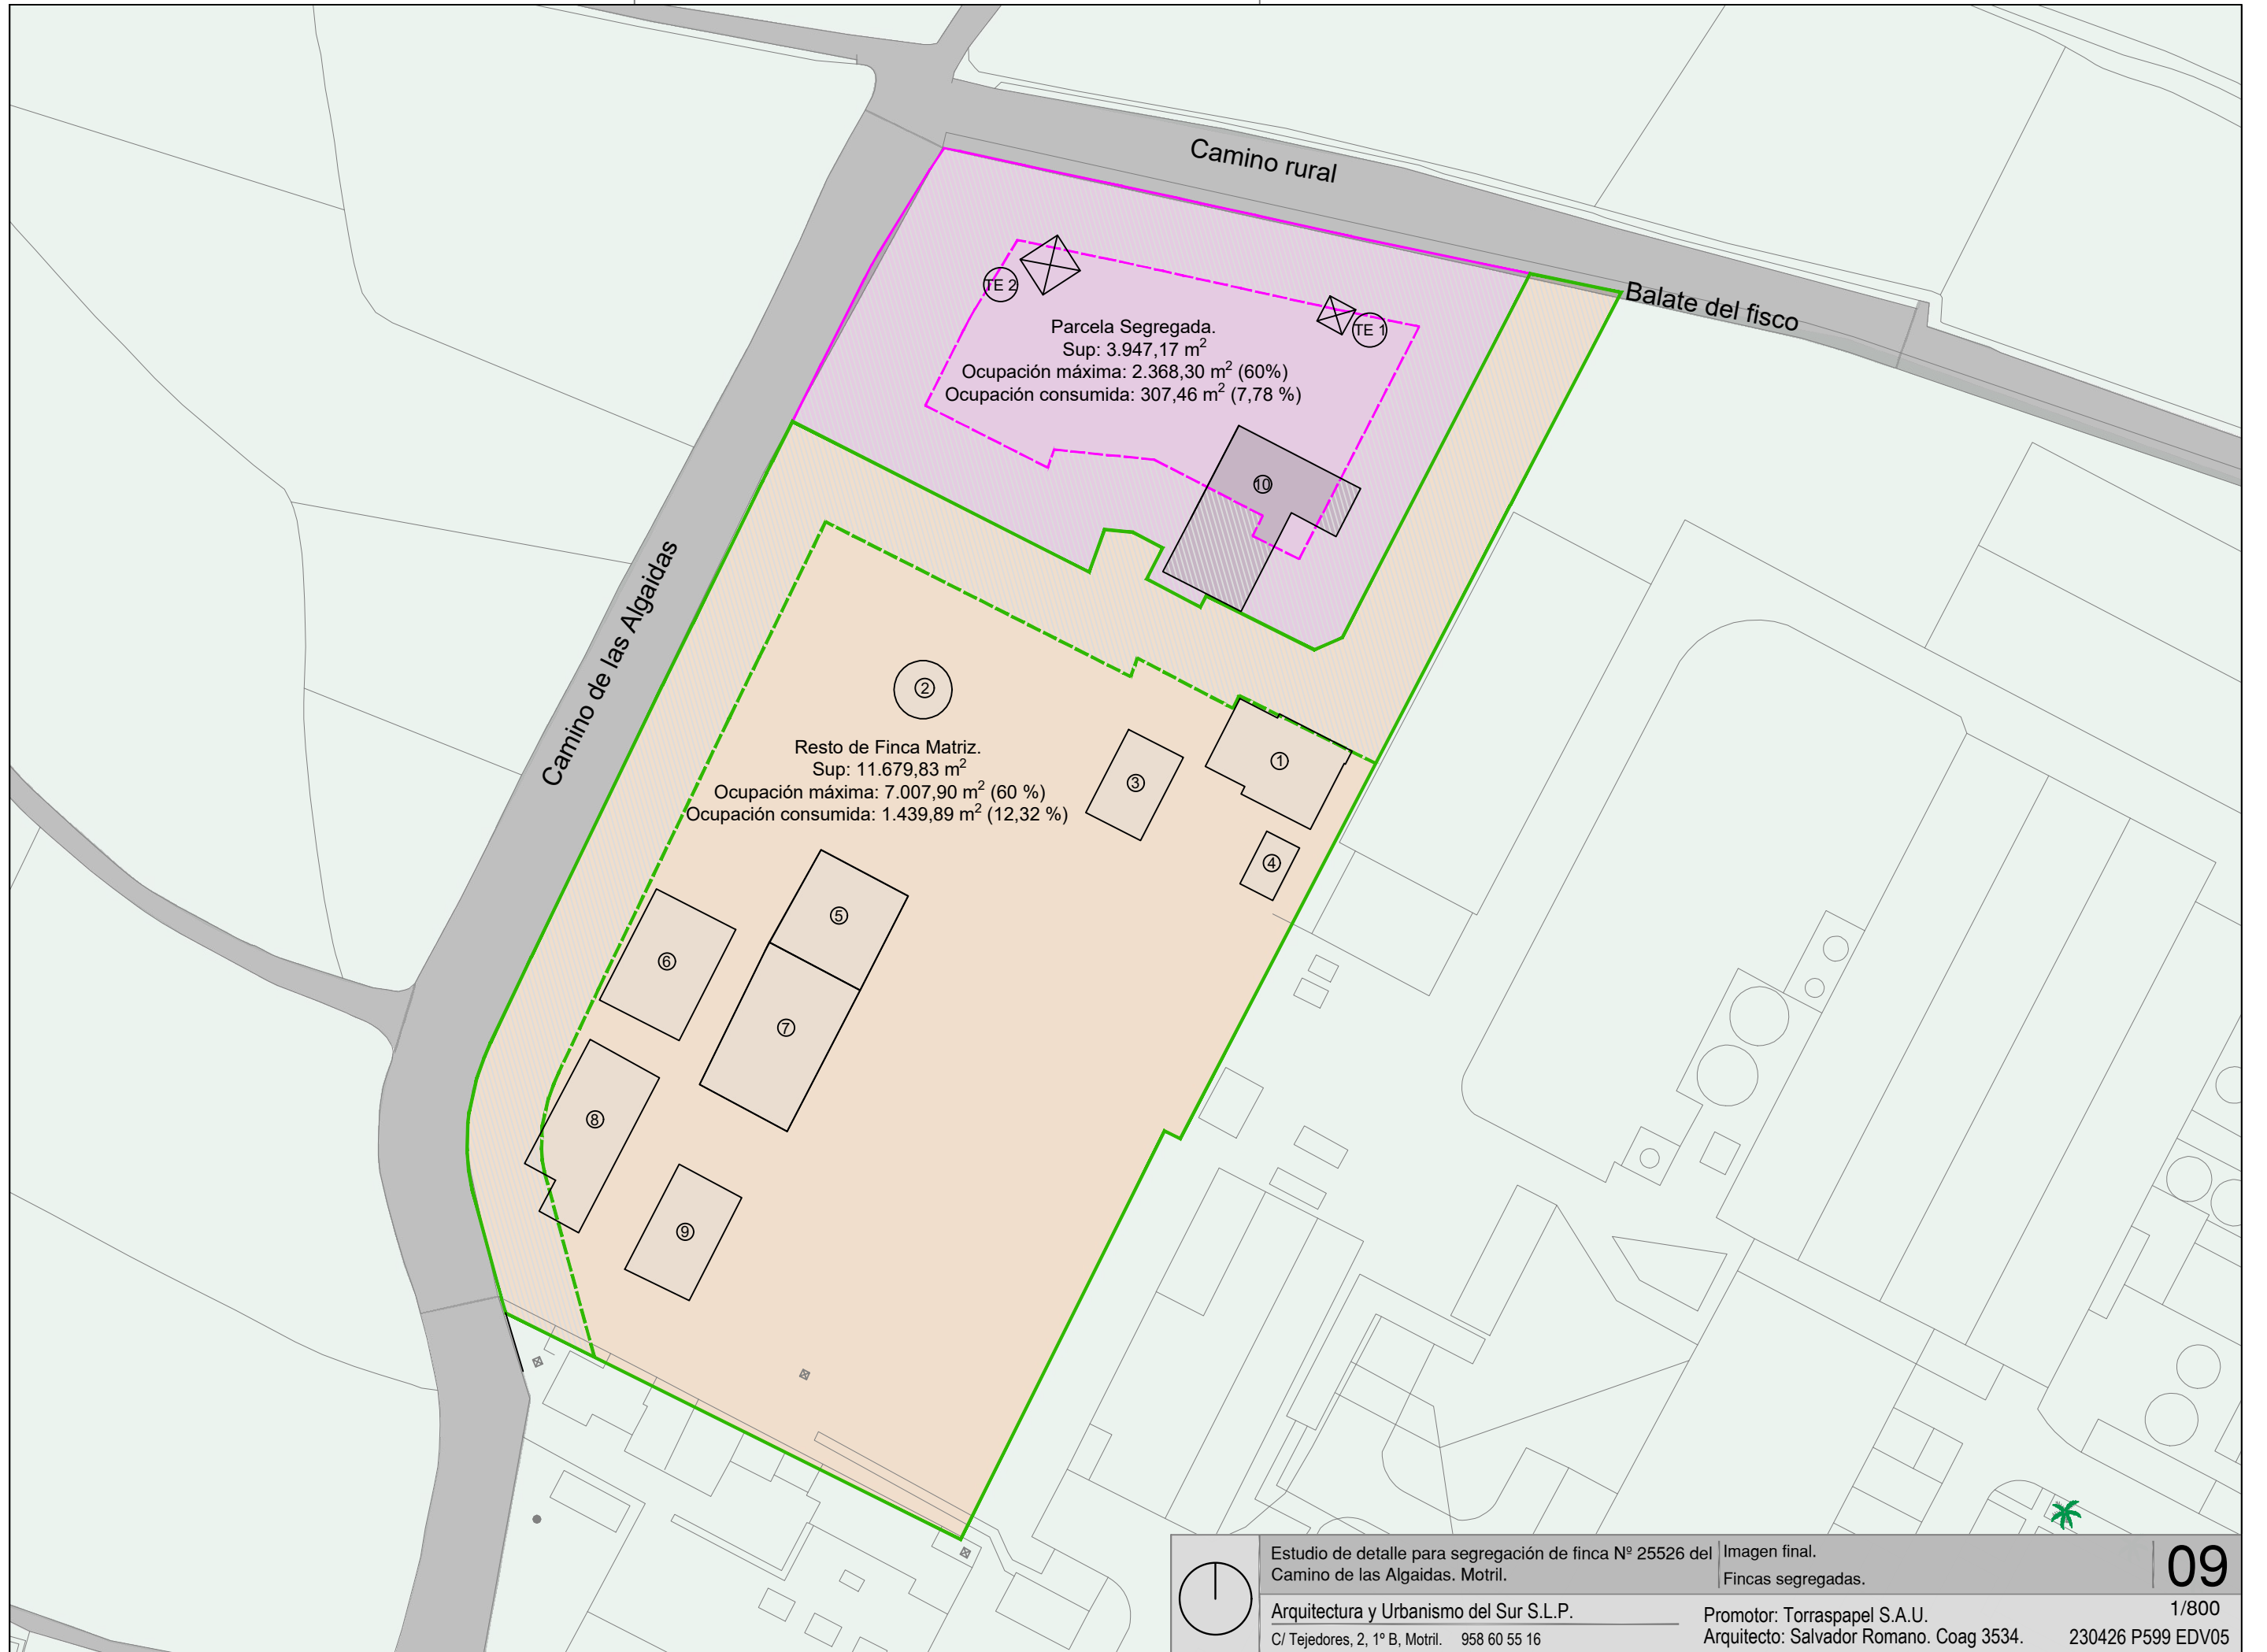 Camino rural
Balate del fisco
TE 2
TE 1
Parcela Segregada.
Sup: 3.947,17 m²
Ocupación máxima: 2.368,30 m² (60%)
Ocupación consumida: 307,46 m² (7,78 %)
10
Camino de las Algaidas
2
Resto de Finca Matriz.
Sup: 11.679,83 m²
Ocupación máxima: 7.007,90 m² (60 %)
Ocupación consumida: 1.439,89 m² (12,32 %)
1
3
4
5
6
7
8
9
Estudio de detalle para segregación de finca Nº 25526 del
Camino de las Algaidas. Motril.
Imagen final.
Fincas segregadas.
09
Arquitectura y Urbanismo del Sur S.L.P.
C/ Tejedores, 2, 1º B, Motril. 958 60 55 16
Promotor: Torraspapel S.A.U.
Arquitecto: Salvador Romano. Coag 3534.
1/800
230426 P599 EDV05